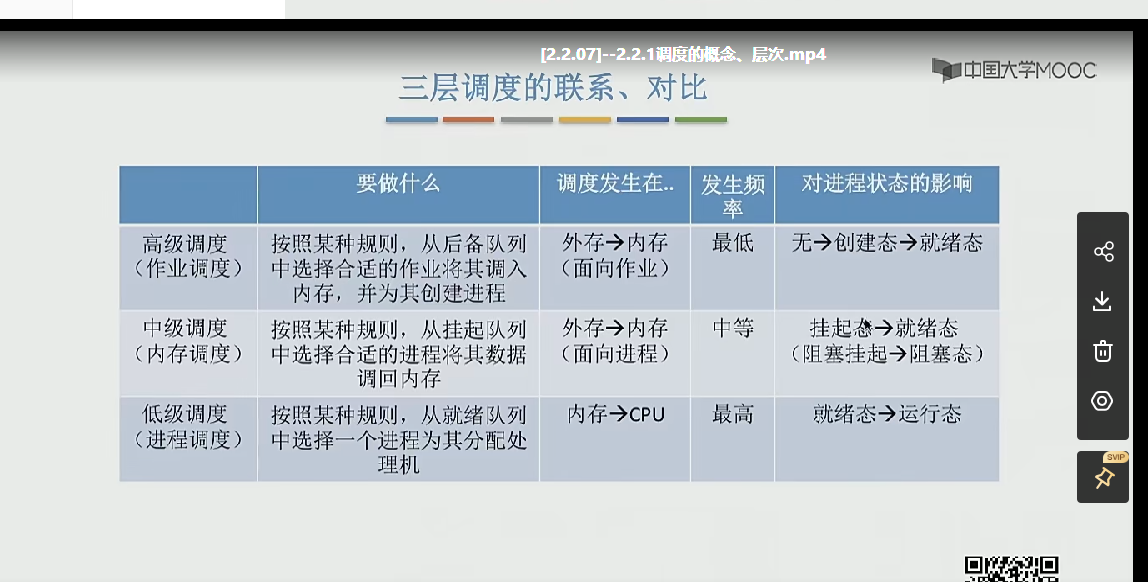 [2.2.07]--2.2.1调度的概念、层次.mp4
中国大学MOOC
三层调度的联系、对比
要做什么
调度发生在..
发生频
率
对进程状态的影响
高级调度
（作业调度）
按照某种规则，从后备队列
中选择合适的作业将其调入
内存，并为其创建进程
外存→内存
（面向作业）
最低
无→创建态→就绪态
中级调度
（内存调度）
按照某种规则，从挂起队列
中选择合适的进程将其数据
调回内存
外存→内存
（面向进程）
中等
挂起态→就绪态
（阻塞挂起→阻塞态）
低级调度
（进程调度）
按照某种规则，从就绪队列
中选择一个进程为其分配处
理机
内存→CPU
最高
就绪态→运行态
SVIP